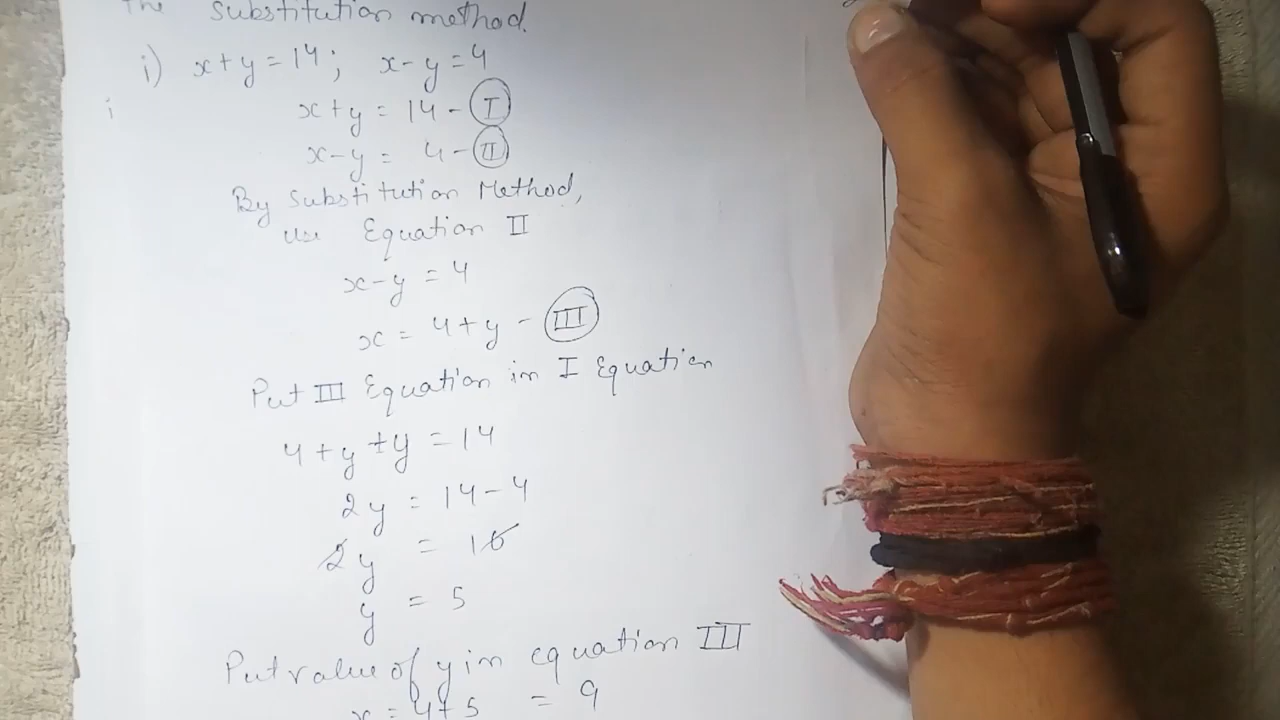 The substitution method.
i) x+y=14; x-y=4
x+y = 14 - I
x-y = 4 - II
By Substitution Method,
use Equation II
x-y = 4
x = 4+y - III
Put III Equation in I Equation
4+y+y = 14
2y = 14-4
2y = 10
y = 5
Put value of y in equation III
x = 4+5 = 9